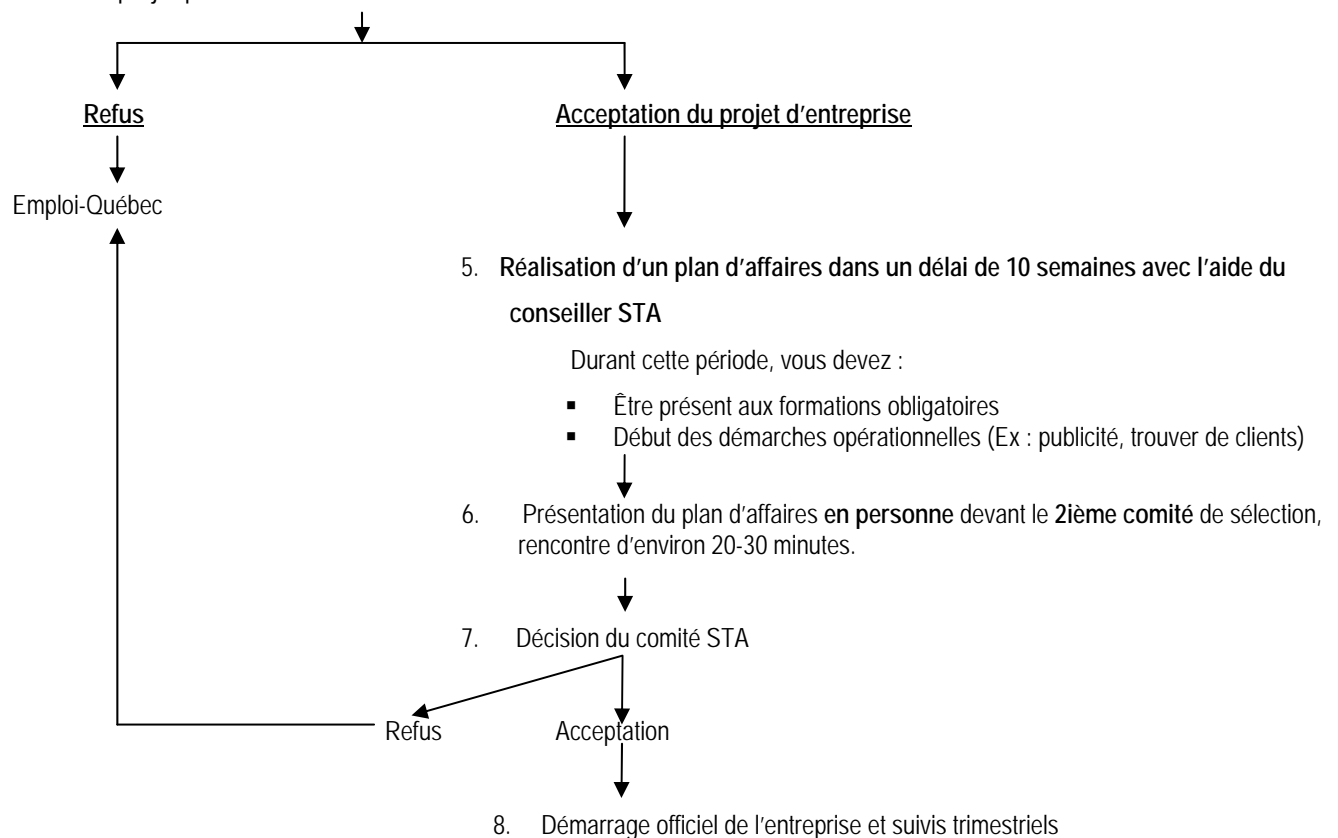 Refus
Acceptation du projet d’entreprise
Emploi-Québec
5. Réalisation d’un plan d’affaires dans un délai de 10 semaines avec l’aide du
conseiller STA
Durant cette période, vous devez :
▪ Être présent aux formations obligatoires
▪ Début des démarches opérationnelles (Ex : publicité, trouver de clients)
6. Présentation du plan d’affaires en personne devant le 2ième comité de sélection,
rencontre d’environ 20-30 minutes.
7. Décision du comité STA
Refus
Acceptation
8. Démarrage officiel de l’entreprise et suivis trimestriels